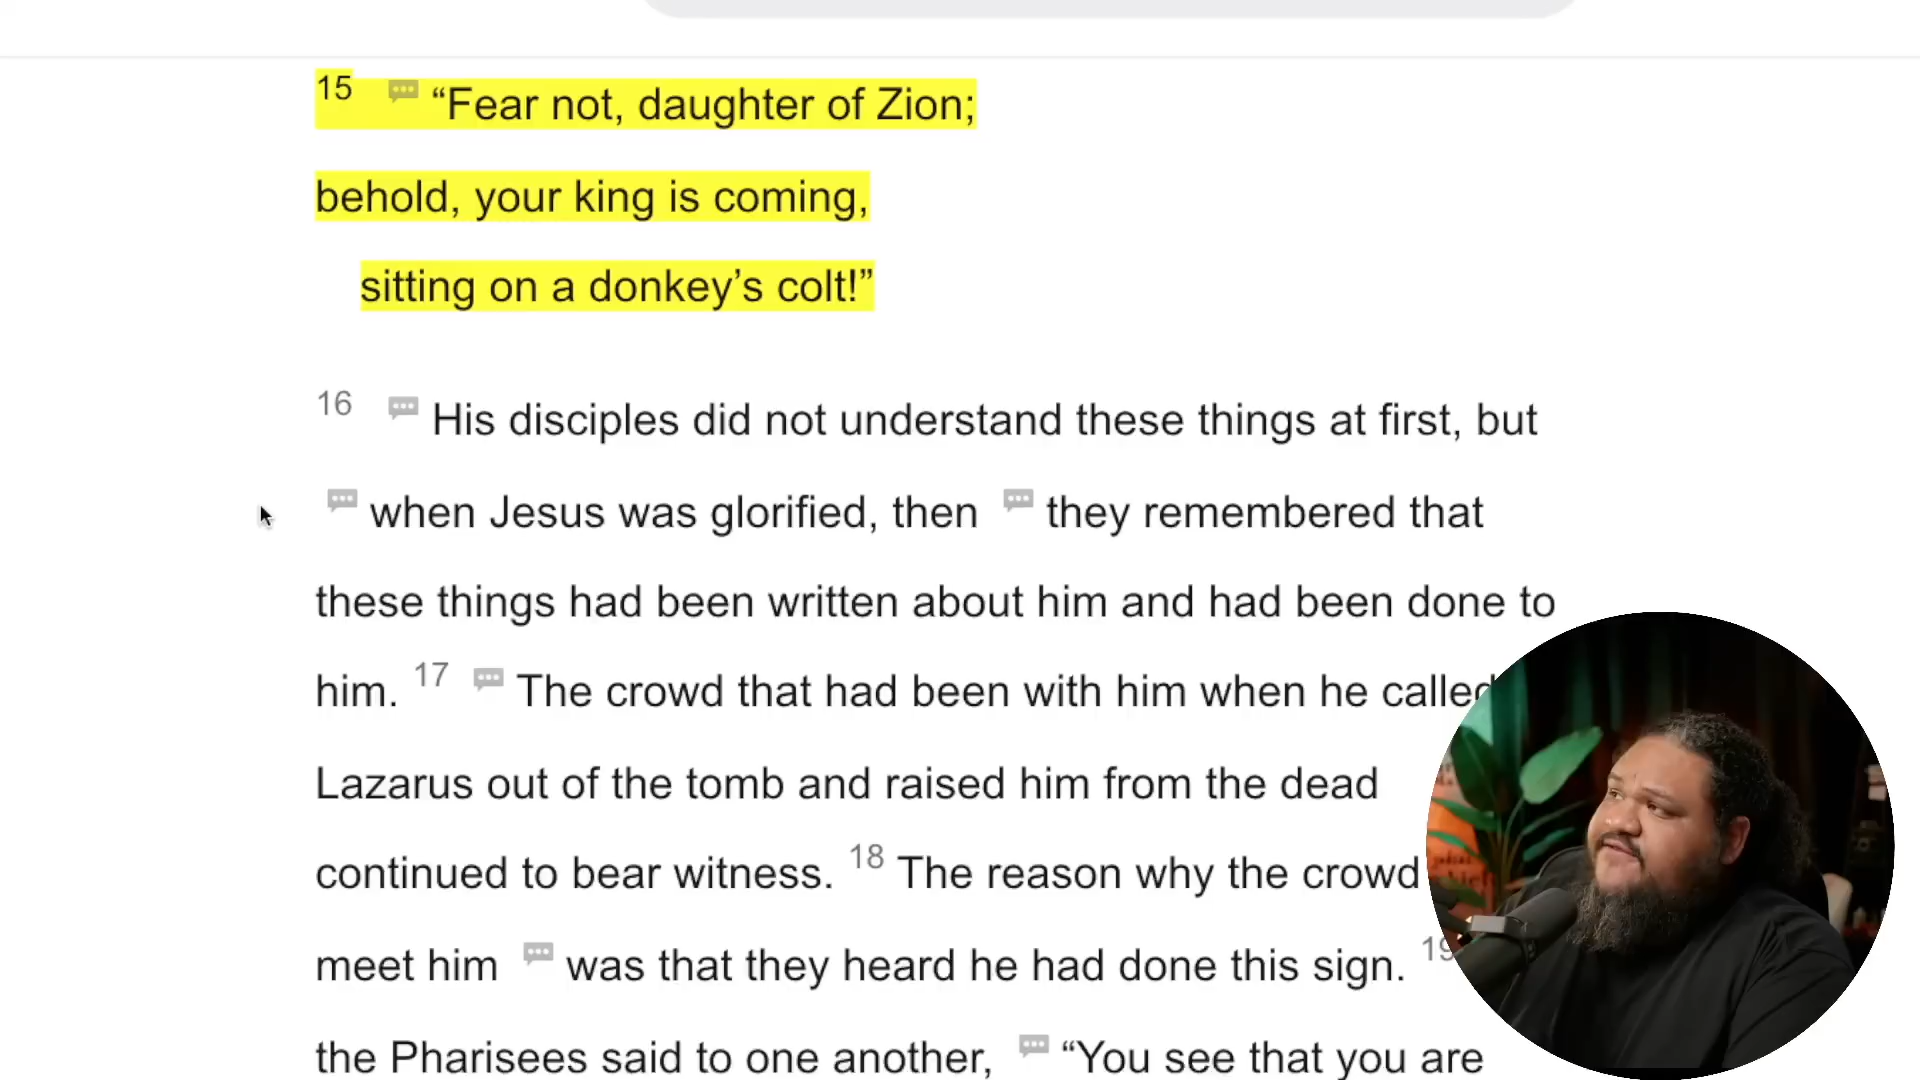 15 “Fear not, daughter of Zion;
behold, your king is coming,
sitting on a donkey’s colt!”
16 His disciples did not understand these things at first, but
when Jesus was glorified, then they remembered that
these things had been written about him and had been done to
him. 17 The crowd that had been with him when he called
Lazarus out of the tomb and raised him from the dead
continued to bear witness. 18 The reason why the crowd
meet him was that they heard he had done this sign. 19
the Pharisees said to one another, “You see that you are